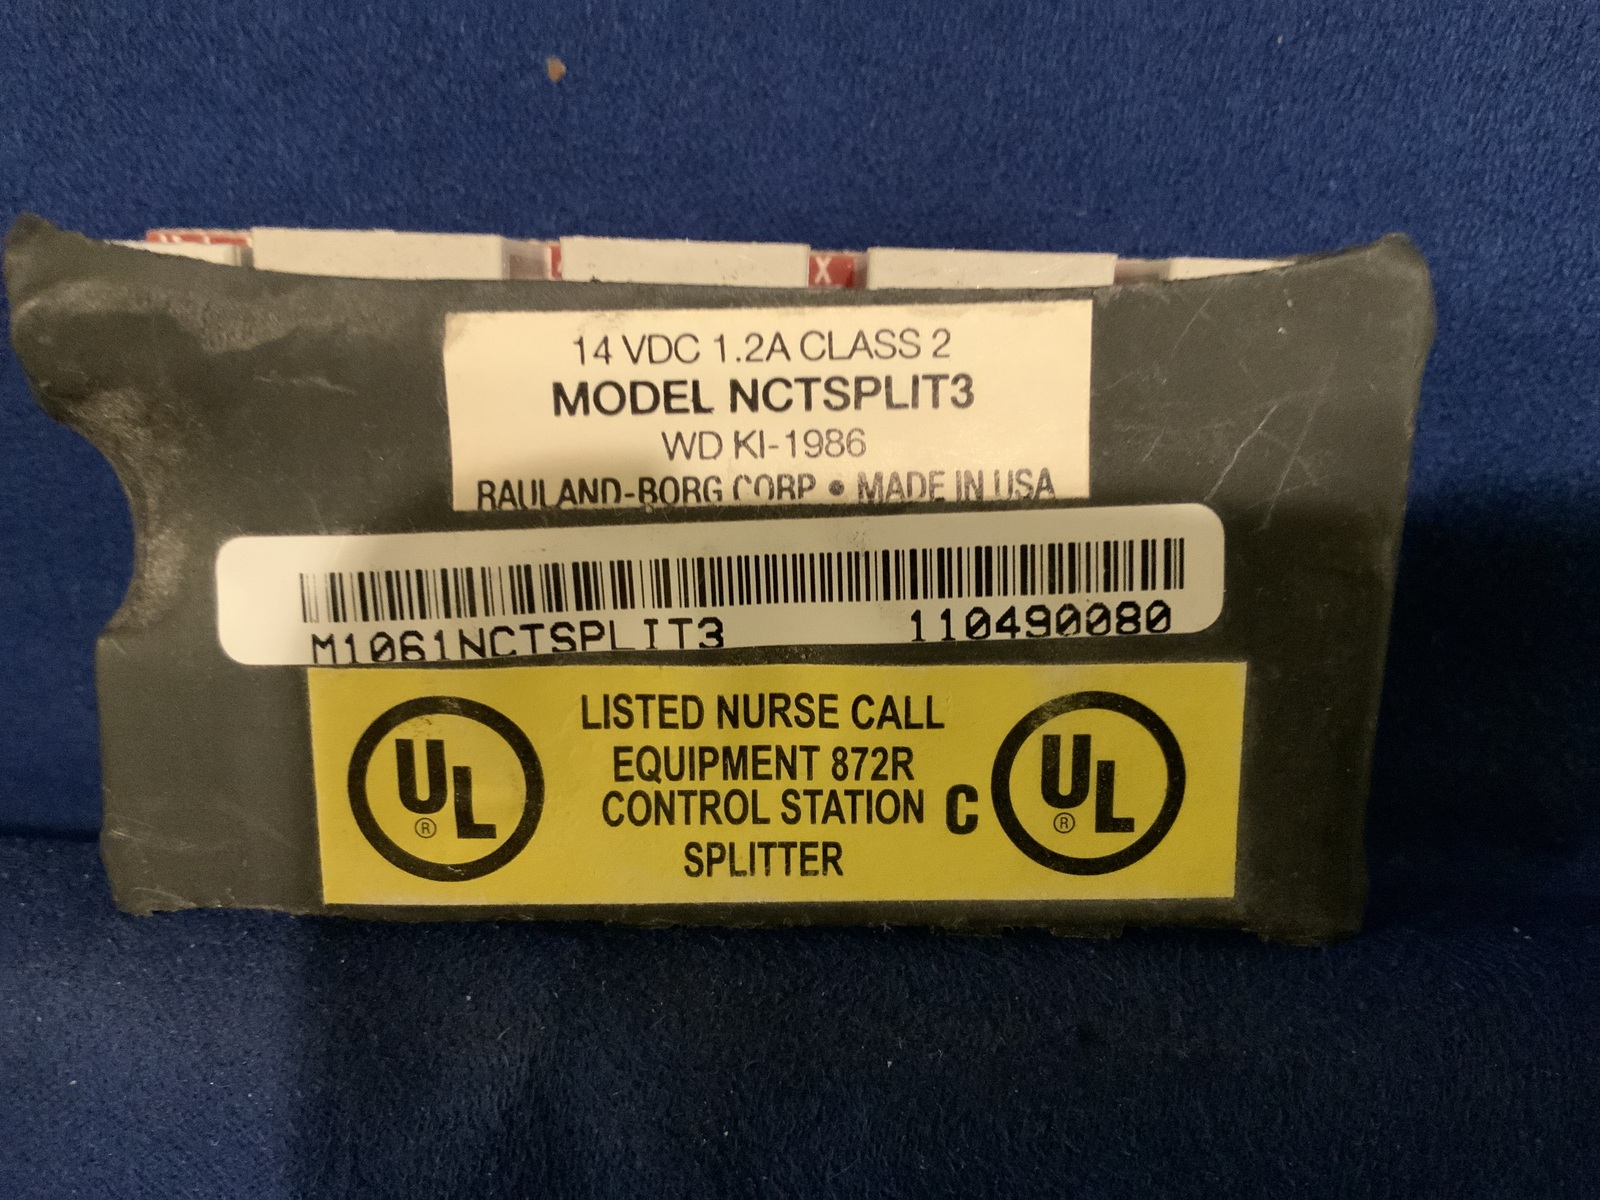 X
14 VDC 1.2A CLASS 2
MODEL NCTSPLIT3
WD KI-1986
RAULAND-BORG CORP • MADE IN USA
M1061NCTSPLIT3 110490080
LISTED NURSE CALL
EQUIPMENT 872R
CONTROL STATION
SPLITTER
UL ®
C UL ®